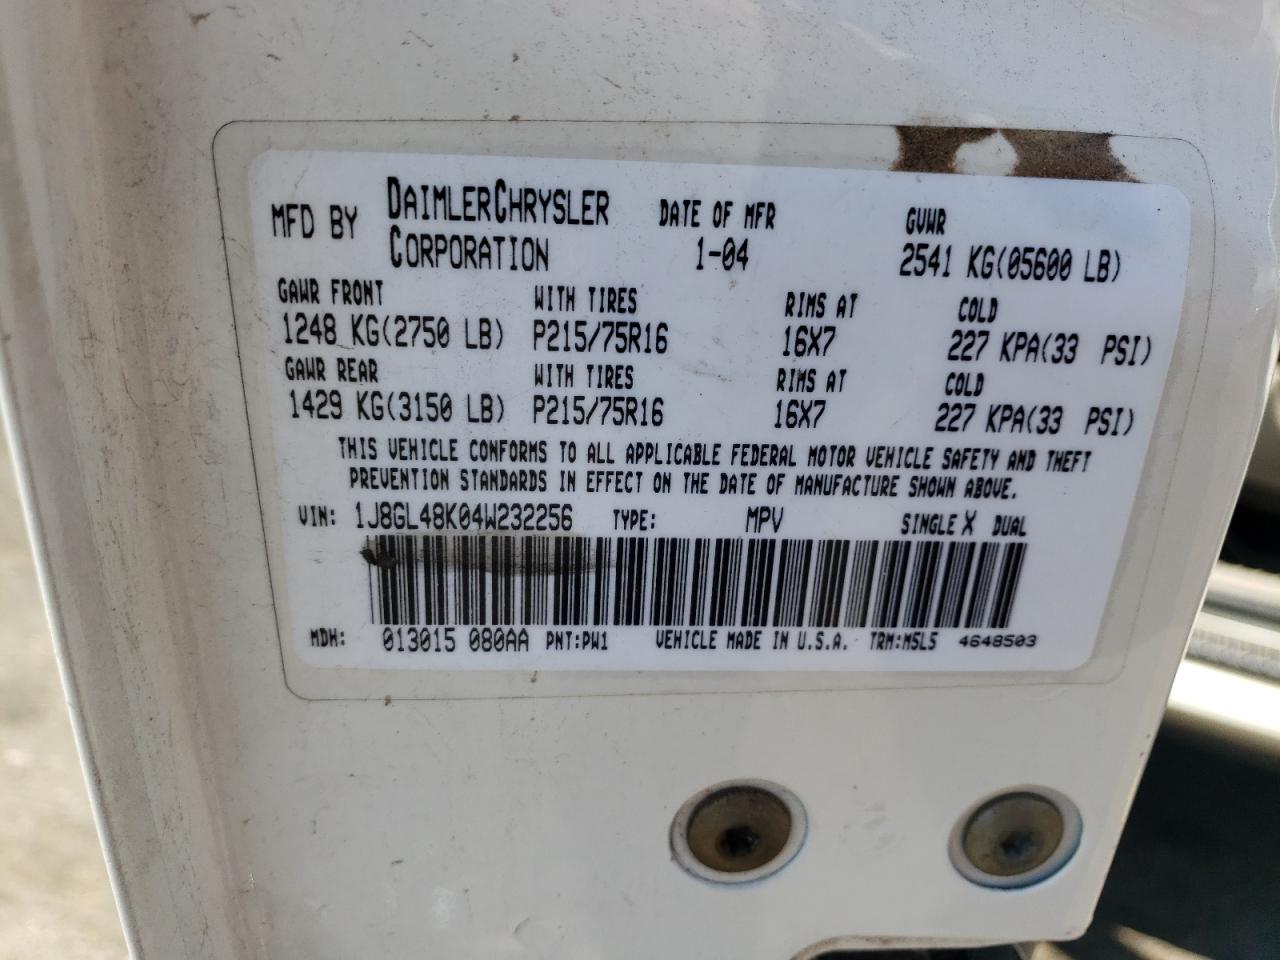 MFD BY DAIMLERCHRYSLER CORPORATION DATE OF MFR 1-04 GVWR 2541 KG(05600 LB)
GAWR FRONT WITH TIRES RIMS AT COLD
1248 KG(2750 LB) P215/75R16 16X7 227 KPA(33 PSI)
GAWR REAR WITH TIRES RIMS AT COLD
1429 KG(3150 LB) P215/75R16 16X7 227 KPA(33 PSI)
THIS VEHICLE CONFORMS TO ALL APPLICABLE FEDERAL MOTOR VEHICLE SAFETY AND THEFT
PREVENTION STANDARDS IN EFFECT ON THE DATE OF MANUFACTURE SHOWN ABOVE.
VIN: 1J8GL48K04W232256 TYPE: MPV SINGLE X DUAL
MDH: 013015 080AA PNT:PW1 VEHICLE MADE IN U.S.A. TRM:M5L5 4648503